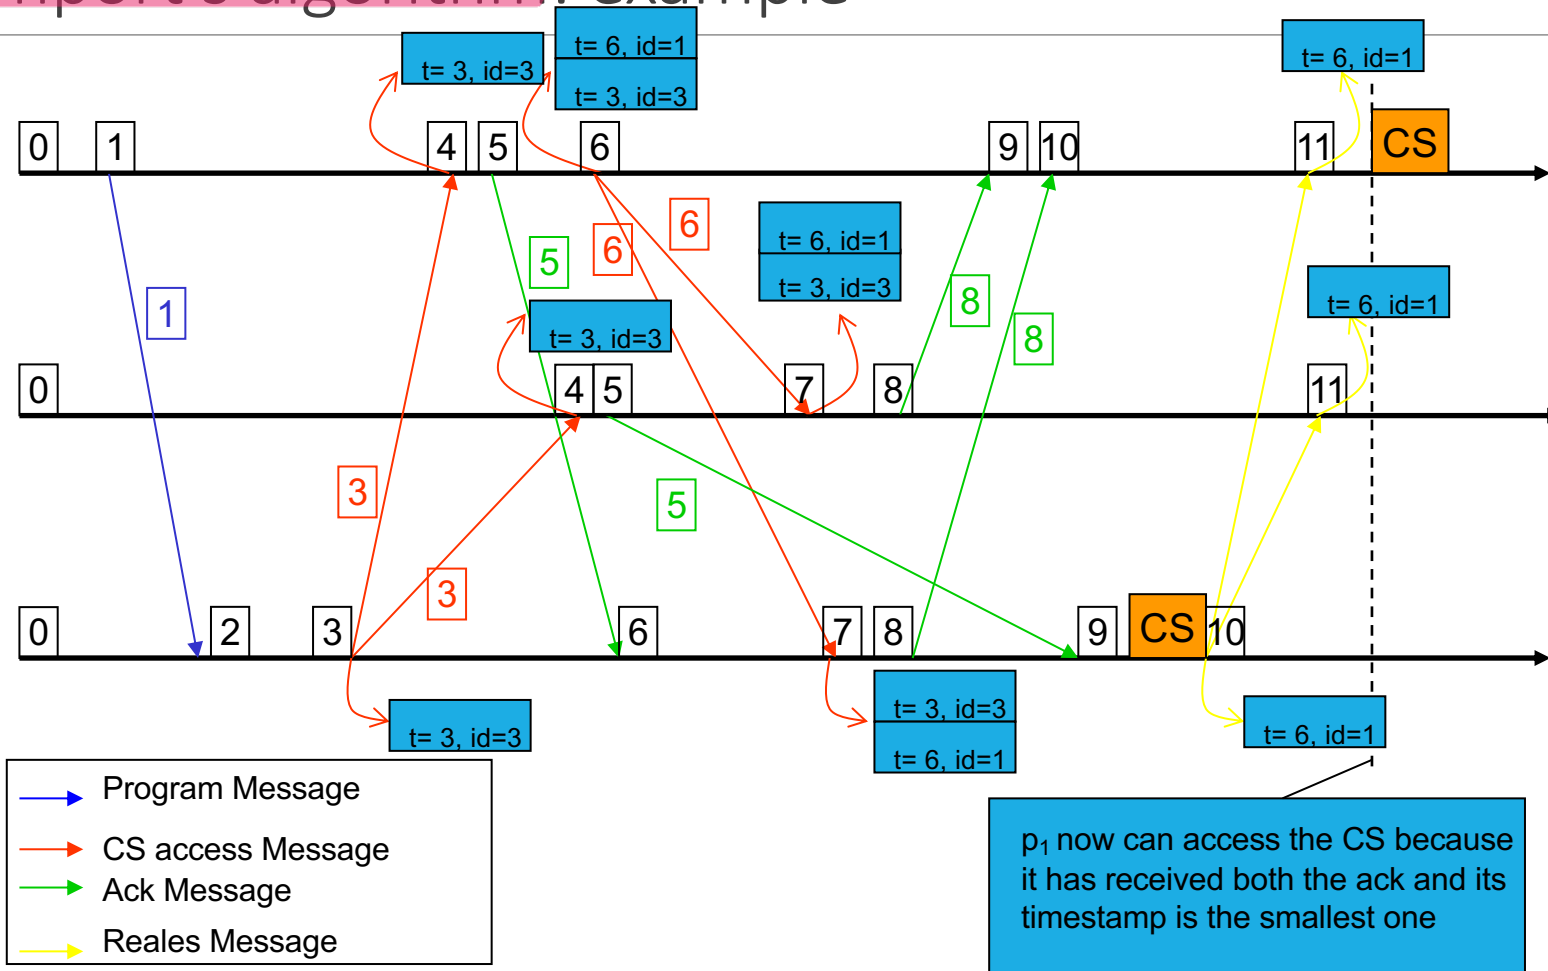 nport's algorithm: example
t= 3, id=3
t= 6, id=1
t= 3, id=3
t= 6, id=1
0
1
4
5
6
9
10
11
CS
1
5
6
6
t= 6, id=1
t= 3, id=3
8
8
t= 6, id=1
t= 3, id=3
0
4
5
7
8
11
3
5
3
0
2
3
6
7
8
9
CS
10
t= 3, id=3
t= 3, id=3
t= 6, id=1
t= 6, id=1
Program Message
CS access Message
Ack Message
Reales Message
p₁ now can access the CS because
it has received both the ack and its
timestamp is the smallest one